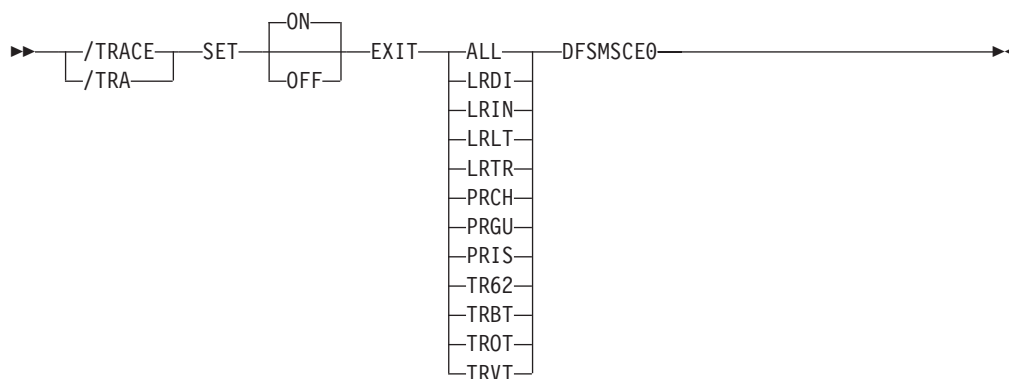 ON
/TRACE SET EXIT ALL DFSMSCE0
/TRA OFF LRDI
LRIN
LRLT
LRTR
PRCH
PRGU
PRIS
TR62
TRBT
TROT
TRVT